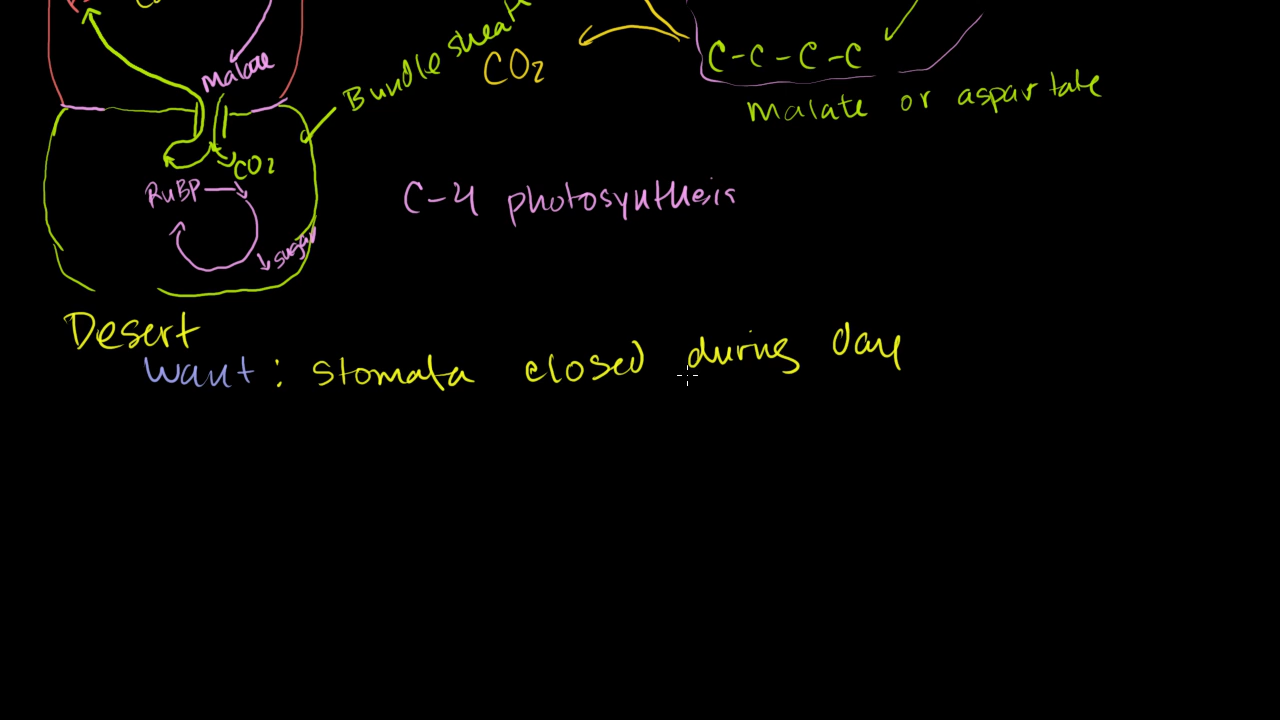 Malate
Bundle sheath
CO2
C-C-C-C
malate or aspartate
CO2
RuBP
sugar
C-4 photosynthesis
Desert
want: stomata closed during day